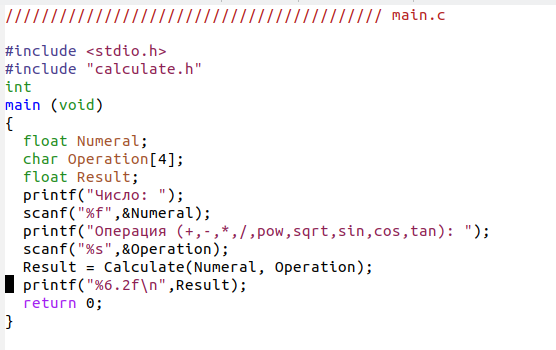 ////////////////////////////////////////// main.c
#include <stdio.h>
#include "calculate.h"
int
main (void)
{
float Numeral;
char Operation[4];
float Result;
printf("Число: ");
scanf("%f",&Numeral);
printf("Операция (+,-,*,/,pow,sqrt,sin,cos,tan): ");
scanf("%s",&Operation);
Result = Calculate(Numeral, Operation);
printf("%6.2f\n",Result);
return 0;
}